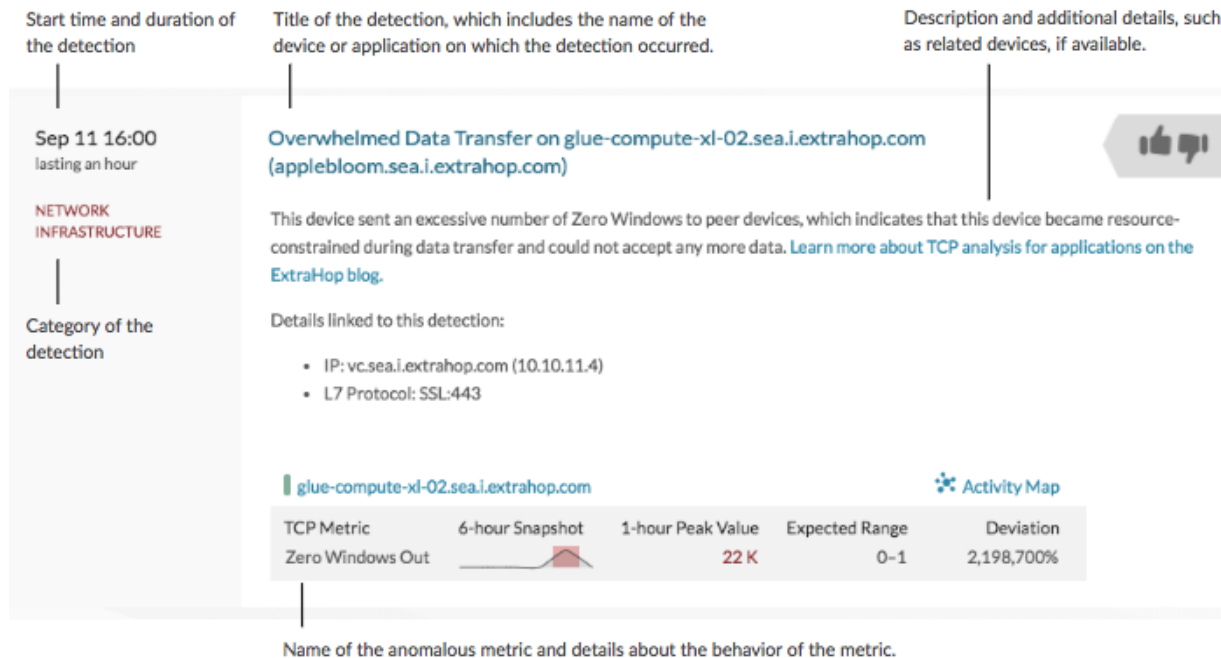 Start time and duration of
the detection
Title of the detection, which includes the name of the
device or application on which the detection occurred.
Description and additional details, such
as related devices, if available.
Sep 11 16:00
lasting an hour
NETWORK
INFRASTRUCTURE
Category of the
detection
Overwhelmed Data Transfer on glue-compute-xl-02.sea.i.extrahop.com
(applebloom.sea.i.extrahop.com)
This device sent an excessive number of Zero Windows to peer devices, which indicates that this device became resource-
constrained during data transfer and could not accept any more data. Learn more about TCP analysis for applications on the
ExtraHop blog.
Details linked to this detection:
• IP: vc.sea.i.extrahop.com (10.10.11.4)
• L7 Protocol: SSL:443
glue-compute-xl-02.sea.i.extrahop.com Activity Map
TCP Metric 6-hour Snapshot 1-hour Peak Value Expected Range Deviation
Zero Windows Out 22 K 0–1 2,198,700%
Name of the anomalous metric and details about the behavior of the metric.